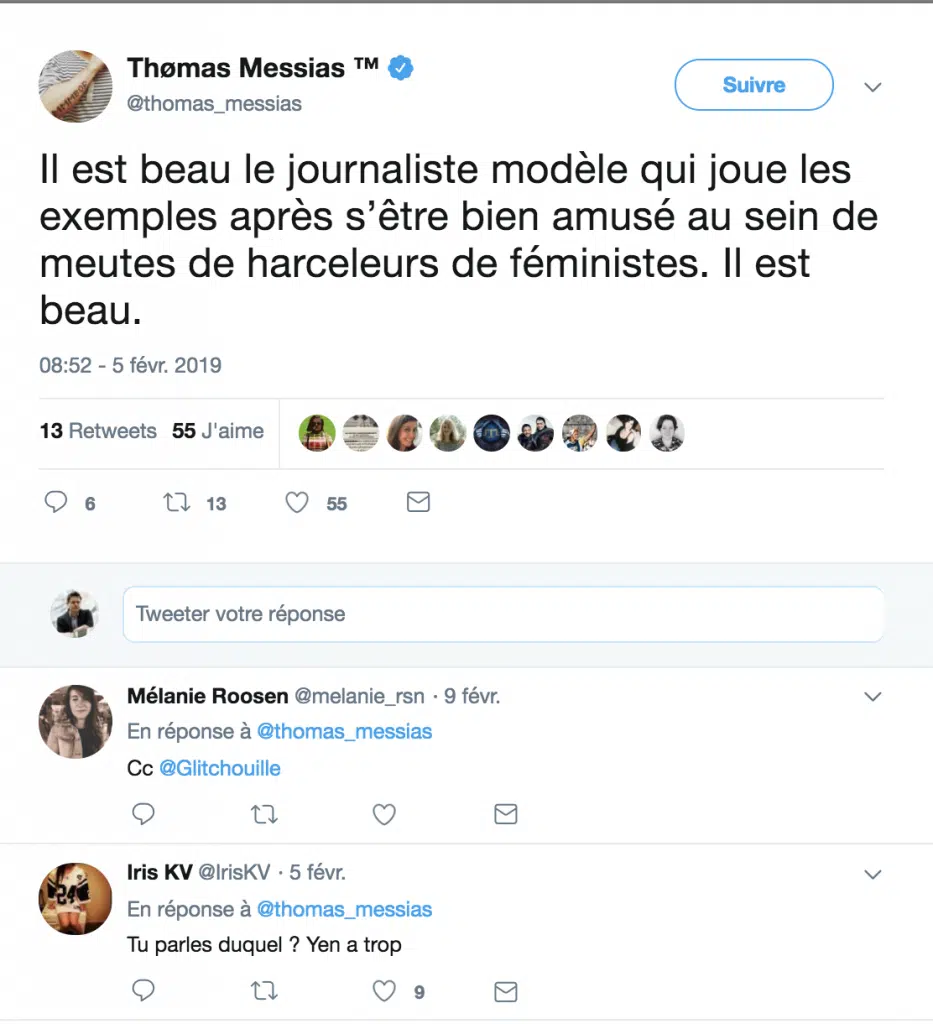 Thømas Messias ™
@thomas_messias
Suivre
Il est beau le journaliste modèle qui joue les
exemples après s’être bien amusé au sein de
meutes de harceleurs de féministes. Il est
beau.
08:52 - 5 févr. 2019
13 Retweets 55 J'aime
6 13 55
Tweeter votre réponse
Mélanie Roosen @melanie_rsn · 9 févr.
En réponse à @thomas_messias
Cc @Glitchouille
Iris KV @IrisKV · 5 févr.
En réponse à @thomas_messias
Tu parles duquel ? Yen a trop
9